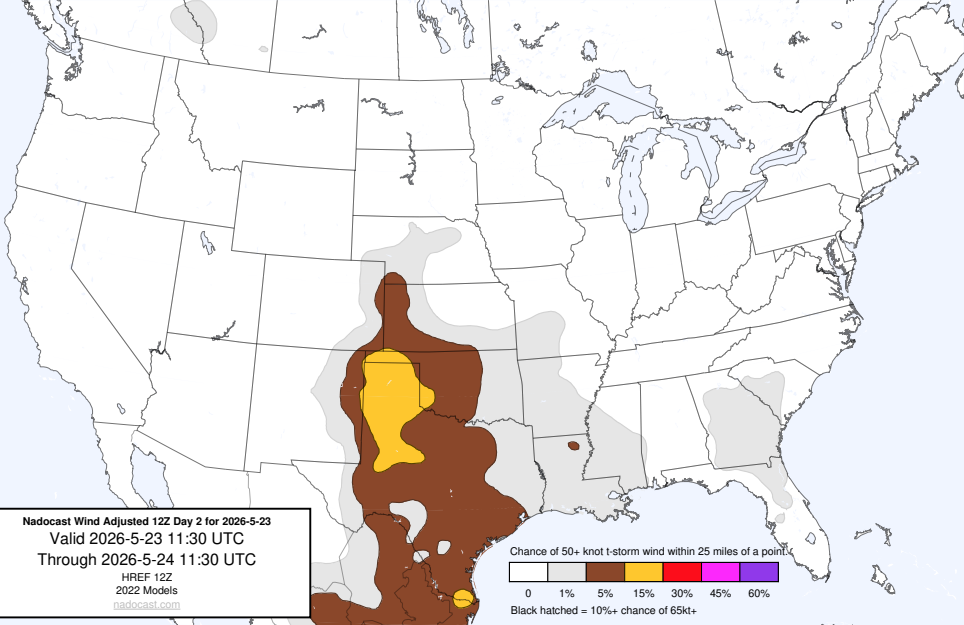 Nadocast Wind Adjusted 12Z Day 2 for 2026-5-23
Valid 2026-5-23 11:30 UTC
Through 2026-5-24 11:30 UTC
HREF 12Z
2022 Models
nadocast.com
Chance of 50+ knot t-storm wind within 25 miles of a point.
0 1% 5% 15% 30% 45% 60%
Black hatched = 10%+ chance of 65kt+